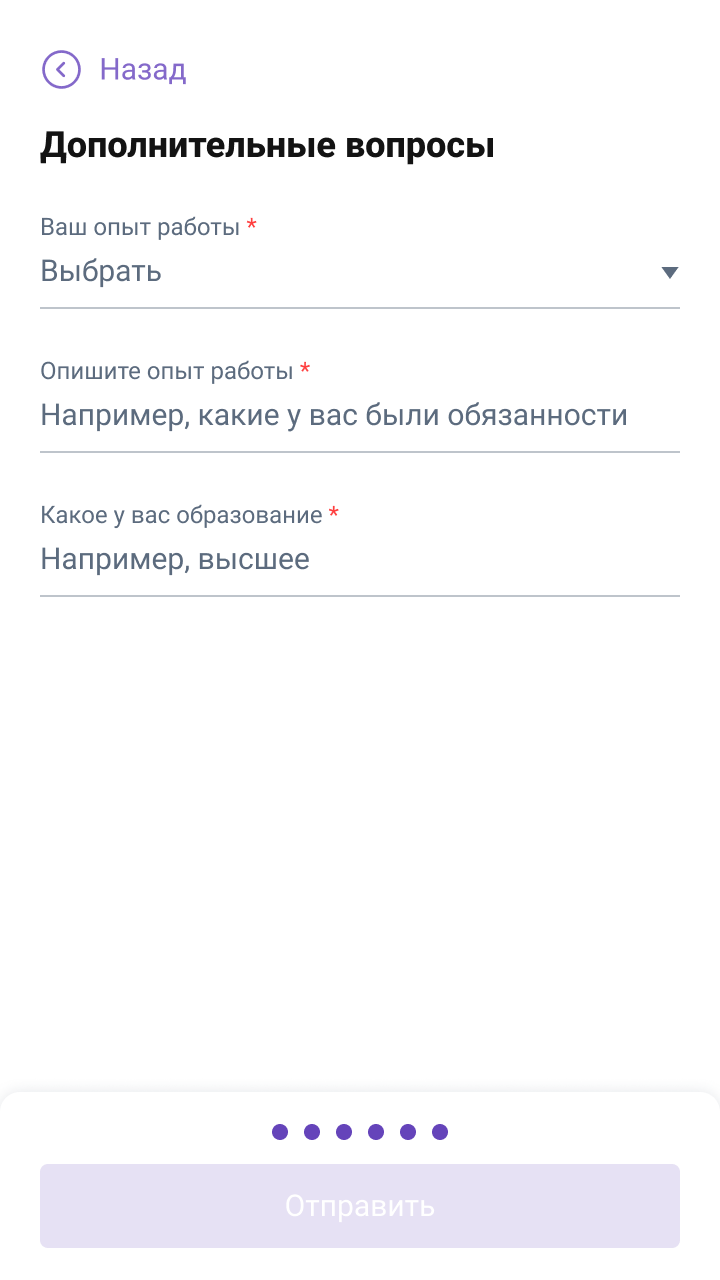 Назад
Дополнительные вопросы
Ваш опыт работы *
Выбрать
Опишите опыт работы *
Например, какие у вас были обязанности
Какое у вас образование *
Например, высшее
Отправить